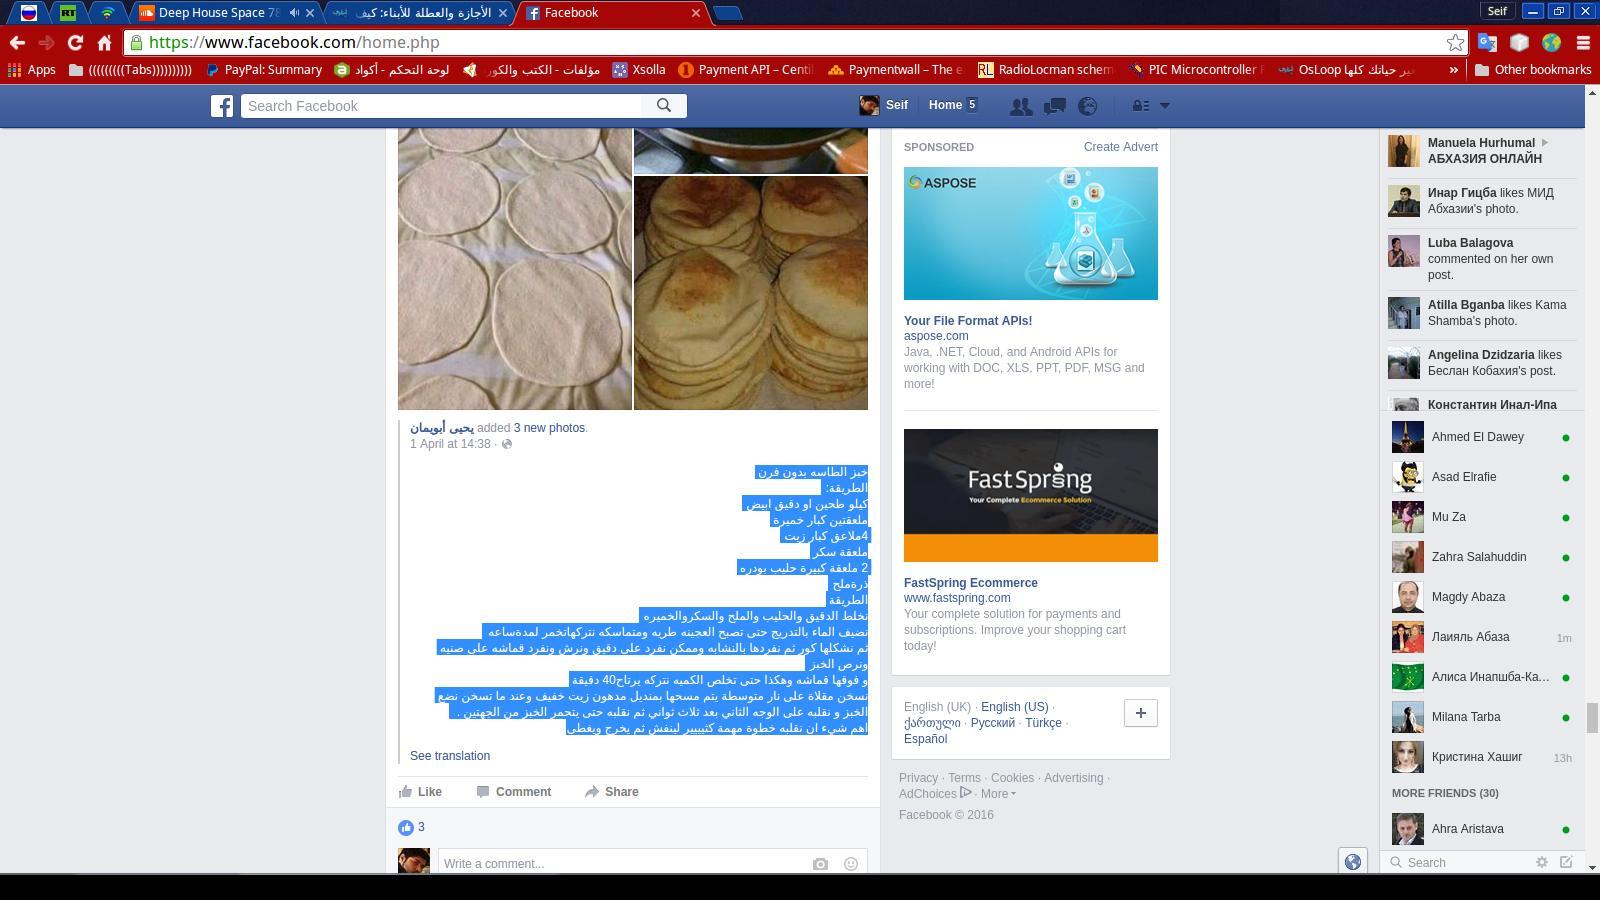 Deep House Space 78
الأجازة والعطلة للأبناء: كيف
Facebook
Seif
https://www.facebook.com/home.php
Apps
(((((((((Tabs))))))))))
PayPal: Summary
لوحة التحكم - أكواد
مؤلفات - الكتب والكور
Xsolla
Payment API – Centi
Paymentwall – The e
RadioLocman schem
PIC Microcontroller F
OsLoop غير حياتك كلها
»
Other bookmarks
Search Facebook
Seif
Home 5
يحيى أبويمان added 3 new photos.
1 April at 14:38 ·
خبز الطاسه بدون فرن
الطريقة:
كيلو طحين او دقيق ابيض
ملعقتين كبار خميرة
4ملاعق كبار زيت
ملعقة سكر
2 ملعقة كبيرة حليب بودره
ذرةملح
الطريقة
نخلط الدقيق والحليب والملح والسكروالخميره
نضيف الماء بالتدريج حتى تصبح العجينه طريه ومتماسكه نتركهاتخمر لمدةساعه
ثم نشكلها كور ثم نفردها بالنشابه وممكن نفرد على دقيق ونرش ونفرد قماشه على صنيه
ونرص الخبز
و فوقها قماشه وهكذا حتى تخلص الكميه نتركه يرتاح40 دقيقة
نسخن مقلاة على نار متوسطة يتم مسحها بمنديل مدهون زيت خفيف وعند ما تسخن نضع
الخبز و نقلبه على الوجه الثاني بعد ثلاث ثواني ثم نقلبه حتى يتحمر الخبز من الجهتين .
اهم شيء ان نقلبه خطوة مهمة كثيييير لينفش ثم يخرج ويغطى
See translation
Like
Comment
Share
3
Write a comment...
SPONSORED
Create Advert
ASPOSE
Your File Format APIs!
aspose.com
Java, .NET, Cloud, and Android APIs for
working with DOC, XLS, PPT, PDF, MSG and
more!
FastSpring
Your Complete Ecommerce Solution
FastSpring Ecommerce
www.fastspring.com
Your complete solution for payments and
subscriptions. Improve your shopping cart
today!
English (UK) · English (US) ·
ქართული · Русский · Türkçe ·
Español
+
Privacy · Terms · Cookies · Advertising ·
AdChoices · More
Facebook © 2016
Manuela Hurhumal
АБХАЗИЯ ОНЛАЙН
Инар Гицба likes МИД
Абхазии's photo.
Luba Balagova
commented on her own
post.
Atilla Bganba likes Kama
Shamba's photo.
Angelina Dzidzaria likes
Беслан Кобахия's post.
Константин Инал-Ипа
Ahmed El Dawey
Asad Elrafie
Mu Za
Zahra Salahuddin
Magdy Abaza
Лаияль Абаза 1m
Алиса Инапшба-Ка...
Milana Tarba
Кристина Хашиг 13h
MORE FRIENDS (30)
Ahra Aristava
Search